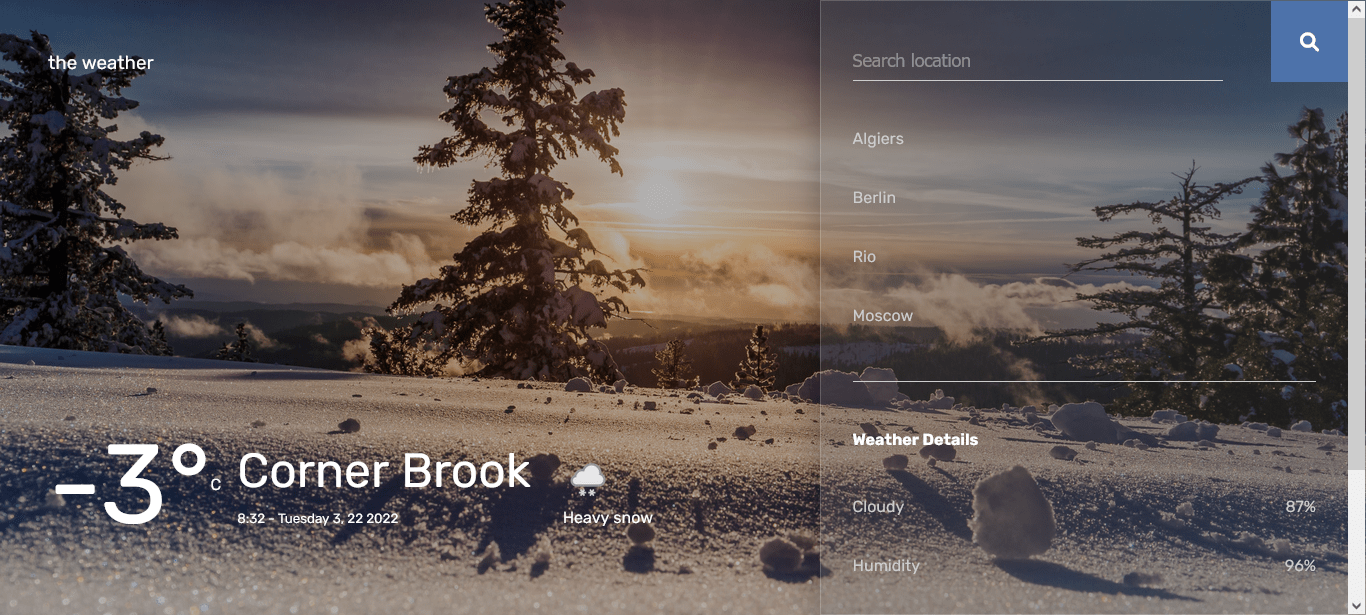 the weather
Search location
Algiers
Berlin
Rio
Moscow
Weather Details
Cloudy 87%
Humidity 96%
-3° c
Corner Brook
8:32 - Tuesday 3, 22 2022
Heavy snow